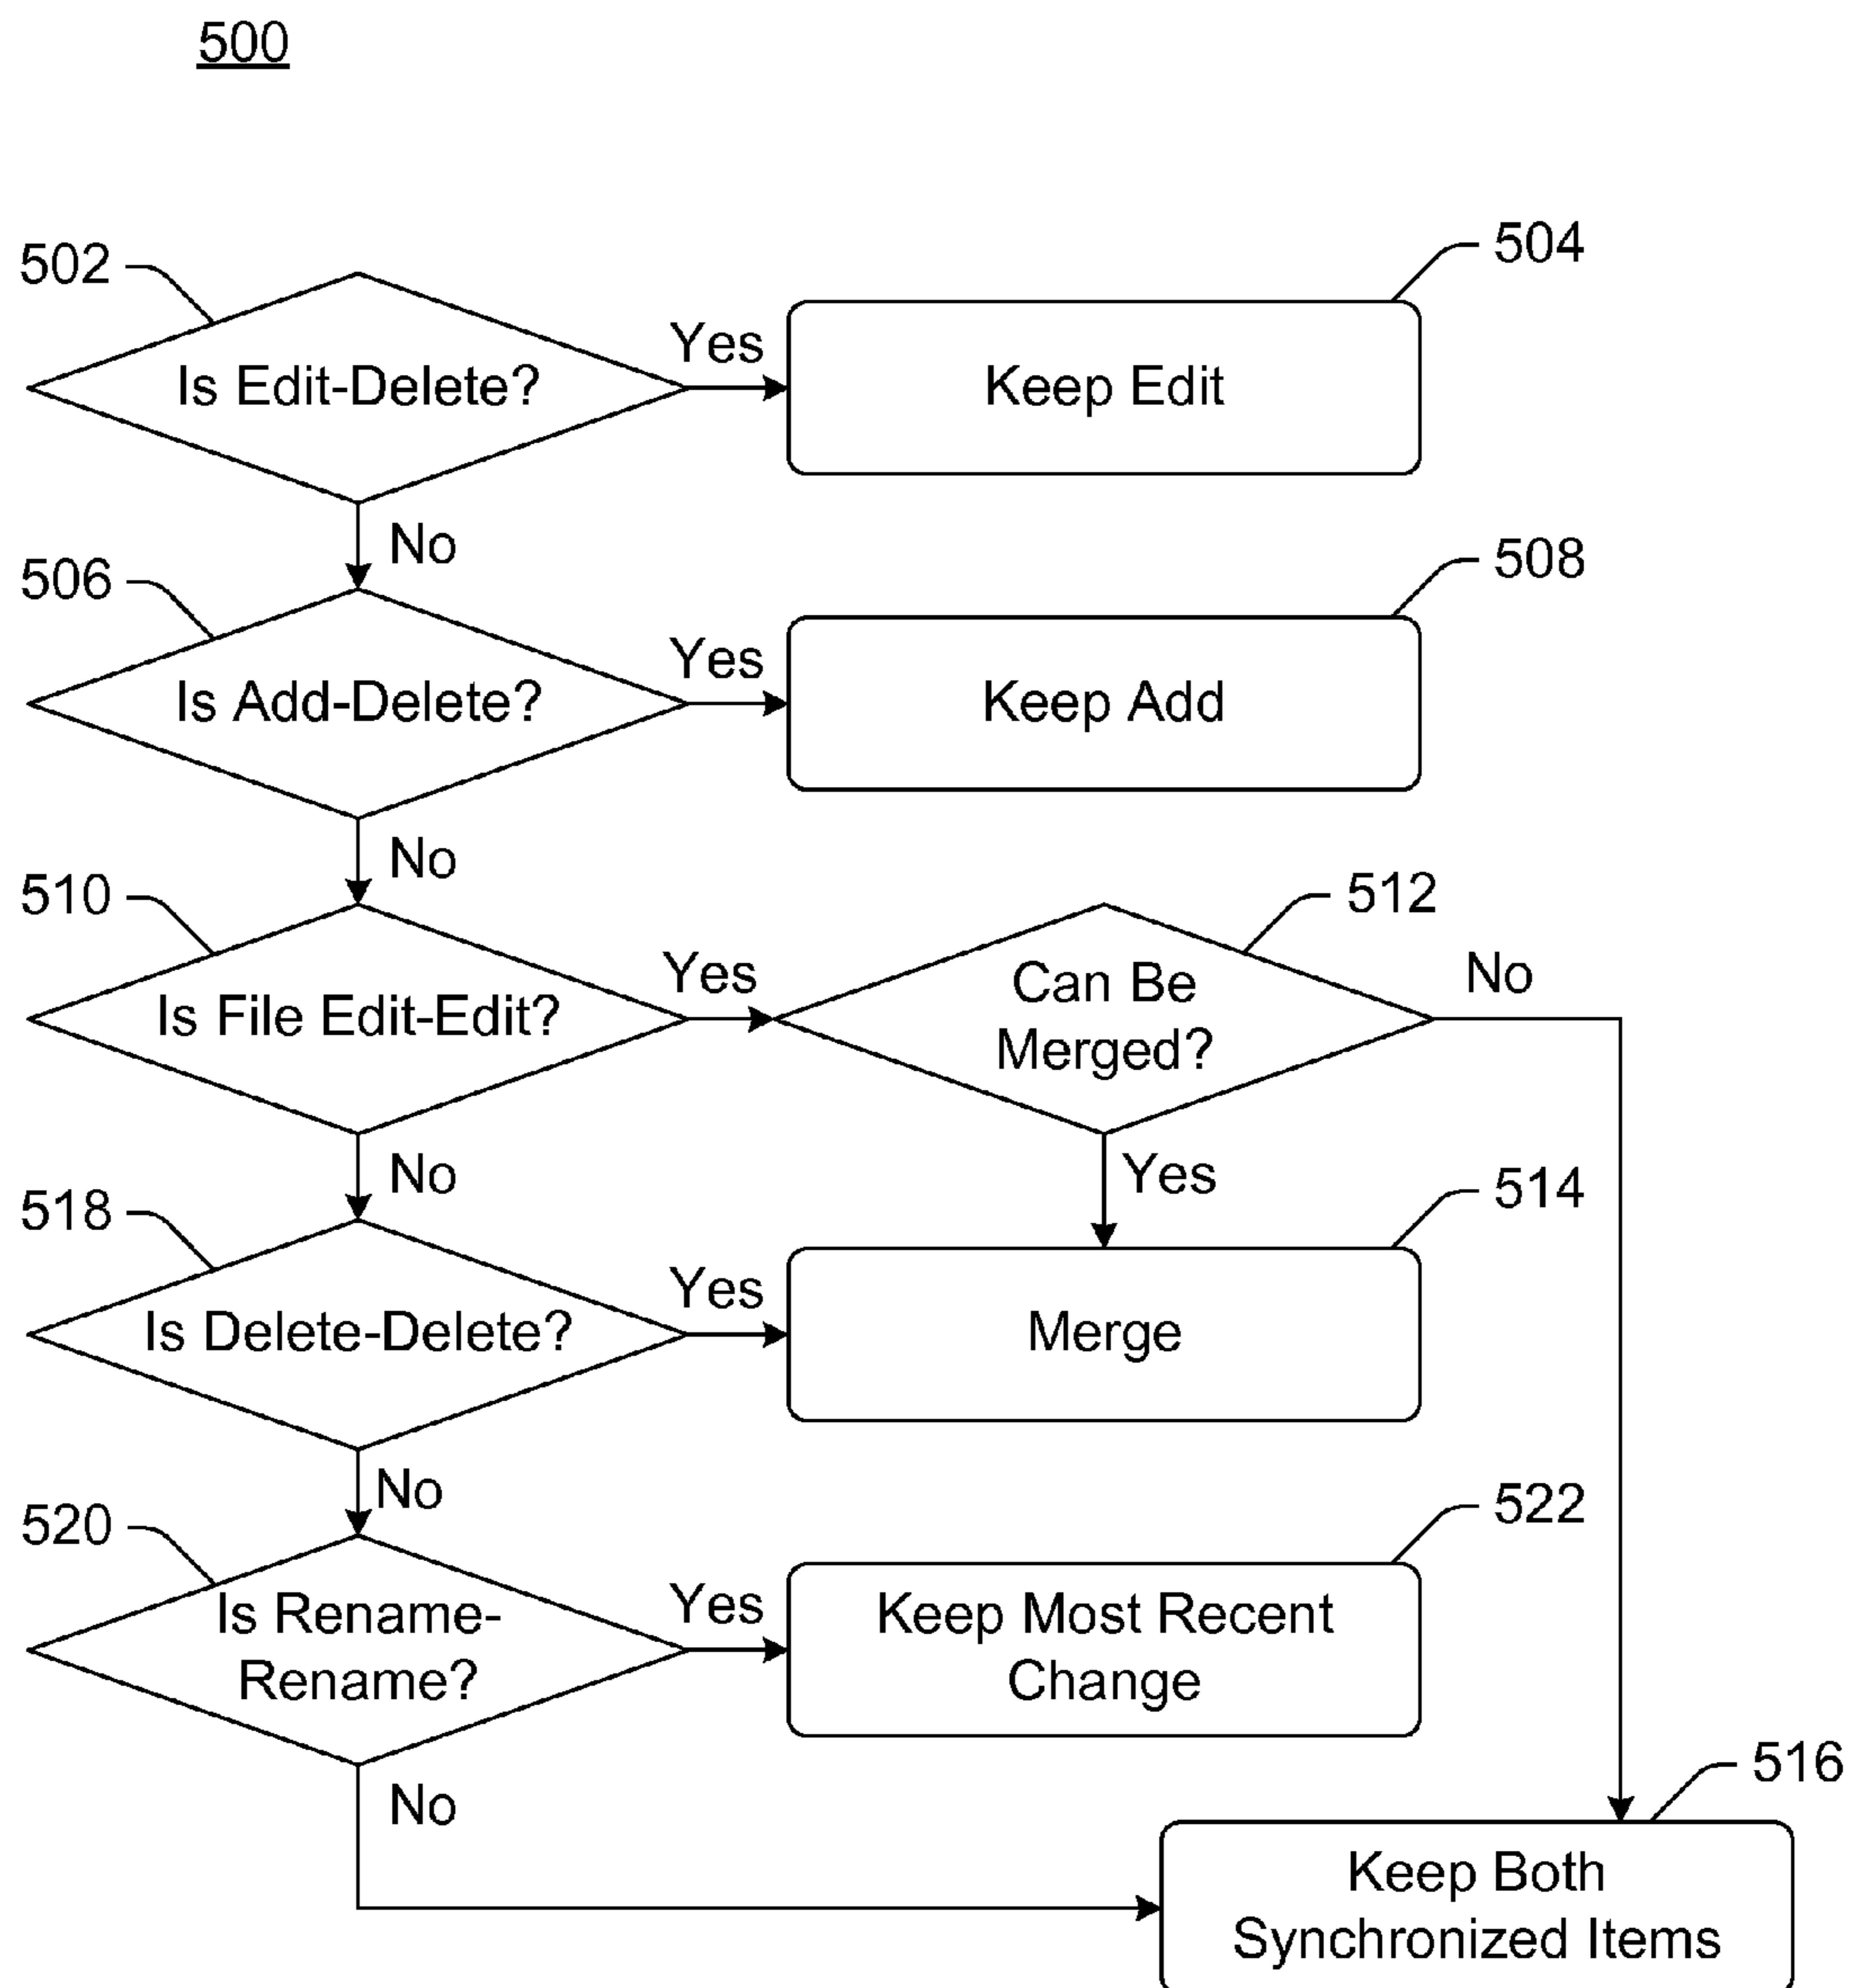 500
502
Is Edit-Delete?
Yes
504
Keep Edit
No
506
Is Add-Delete?
Yes
508
Keep Add
No
510
Is File Edit-Edit?
Yes
512
Can Be
Merged?
No
Yes
No
518
Is Delete-Delete?
Yes
514
Merge
No
520
Is Rename-
Rename?
Yes
522
Keep Most Recent
Change
No
516
Keep Both
Synchronized Items